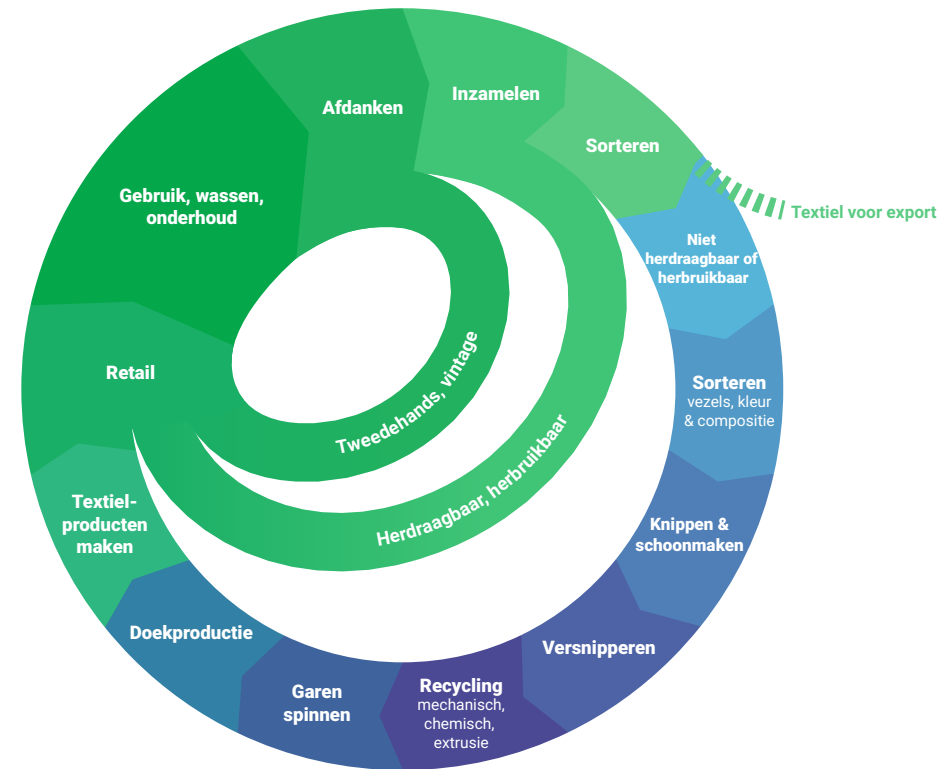 Afdanken
Inzamelen
Sorteren
Textiel voor export
Niet
herdraagbaar of
herbruikbaar
Sorteren
vezels, kleur
& compositie
Knippen &
schoonmaken
Versnipperen
Recycling
mechanisch,
chemisch,
extrusie
Garen
spinnen
Doekproductie
Textiel-
producten
maken
Retail
Gebruik, wassen,
onderhoud
Tweedehands, vintage
Herdraagbaar, herbruikbaar